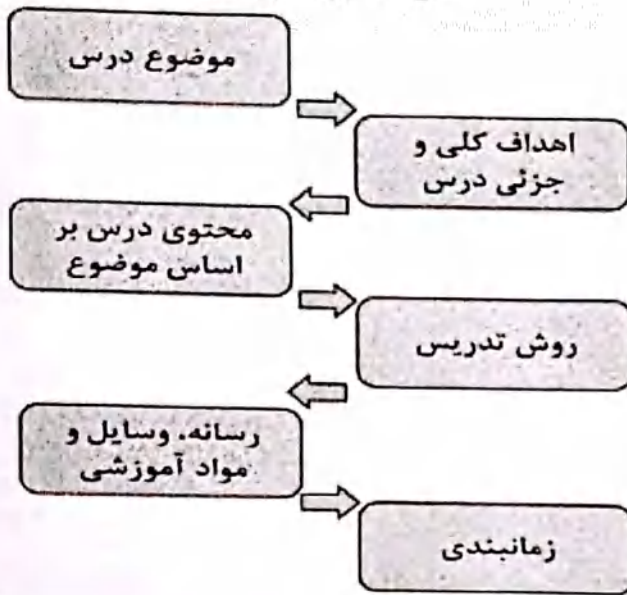 موضوع درس
اهداف کلی و
جزئی درس
محتوی درس بر
اساس موضوع
روش تدریس
رسانه، وسایل و
مواد آموزشی
زمانبندی